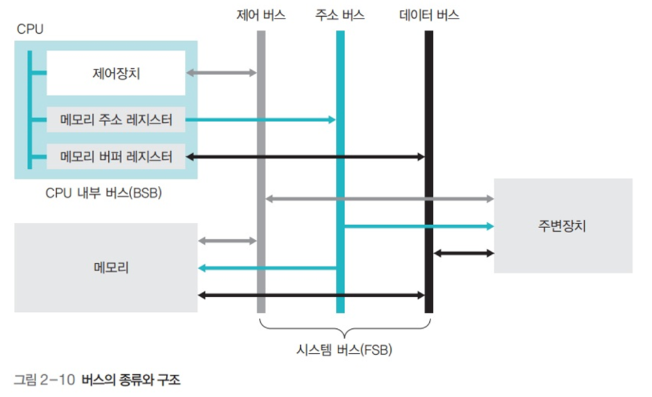 제어 버스 주소 버스 데이터 버스
CPU
제어장치
메모리 주소 레지스터
메모리 버퍼 레지스터
CPU 내부 버스(BSB)
주변장치
메모리
시스템 버스(FSB)
그림 2-10 버스의 종류와 구조